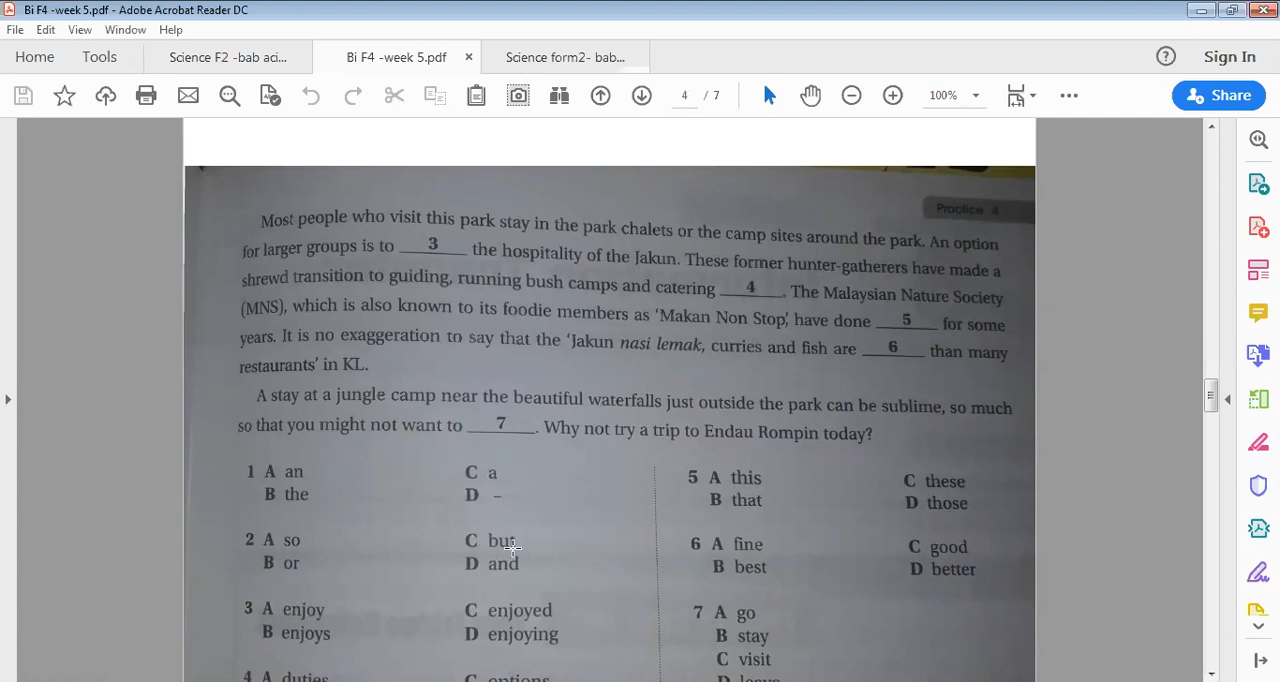 Bi F4 -week 5.pdf - Adobe Acrobat Reader DC
File Edit View Window Help
Home Tools Science F2 -bab aci... Bi F4 -week 5.pdf × Science form2- bab... Sign In
4 / 7 100% Share
Practice 4
Most people who visit this park stay in the park chalets or the camp sites around the park. An option
for larger groups is to 3 the hospitality of the Jakun. These former hunter-gatherers have made a
shrewd transition to guiding, running bush camps and catering 4. The Malaysian Nature Society
(MNS), which is also known to its foodie members as 'Makan Non Stop', have done 5 for some
years. It is no exaggeration to say that the 'Jakun nasi lemak, curries and fish are 6 than many
restaurants' in KL.
A stay at a jungle camp near the beautiful waterfalls just outside the park can be sublime, so much
so that you might not want to 7. Why not try a trip to Endau Rompin today?
1 A an C a
B the D –
2 A so C but
B or D and
3 A enjoy C enjoyed
B enjoys D enjoying
4 A duties C options
5 A this C these
B that D those
6 A fine C good
B best D better
7 A go
B stay
C visit
D leave